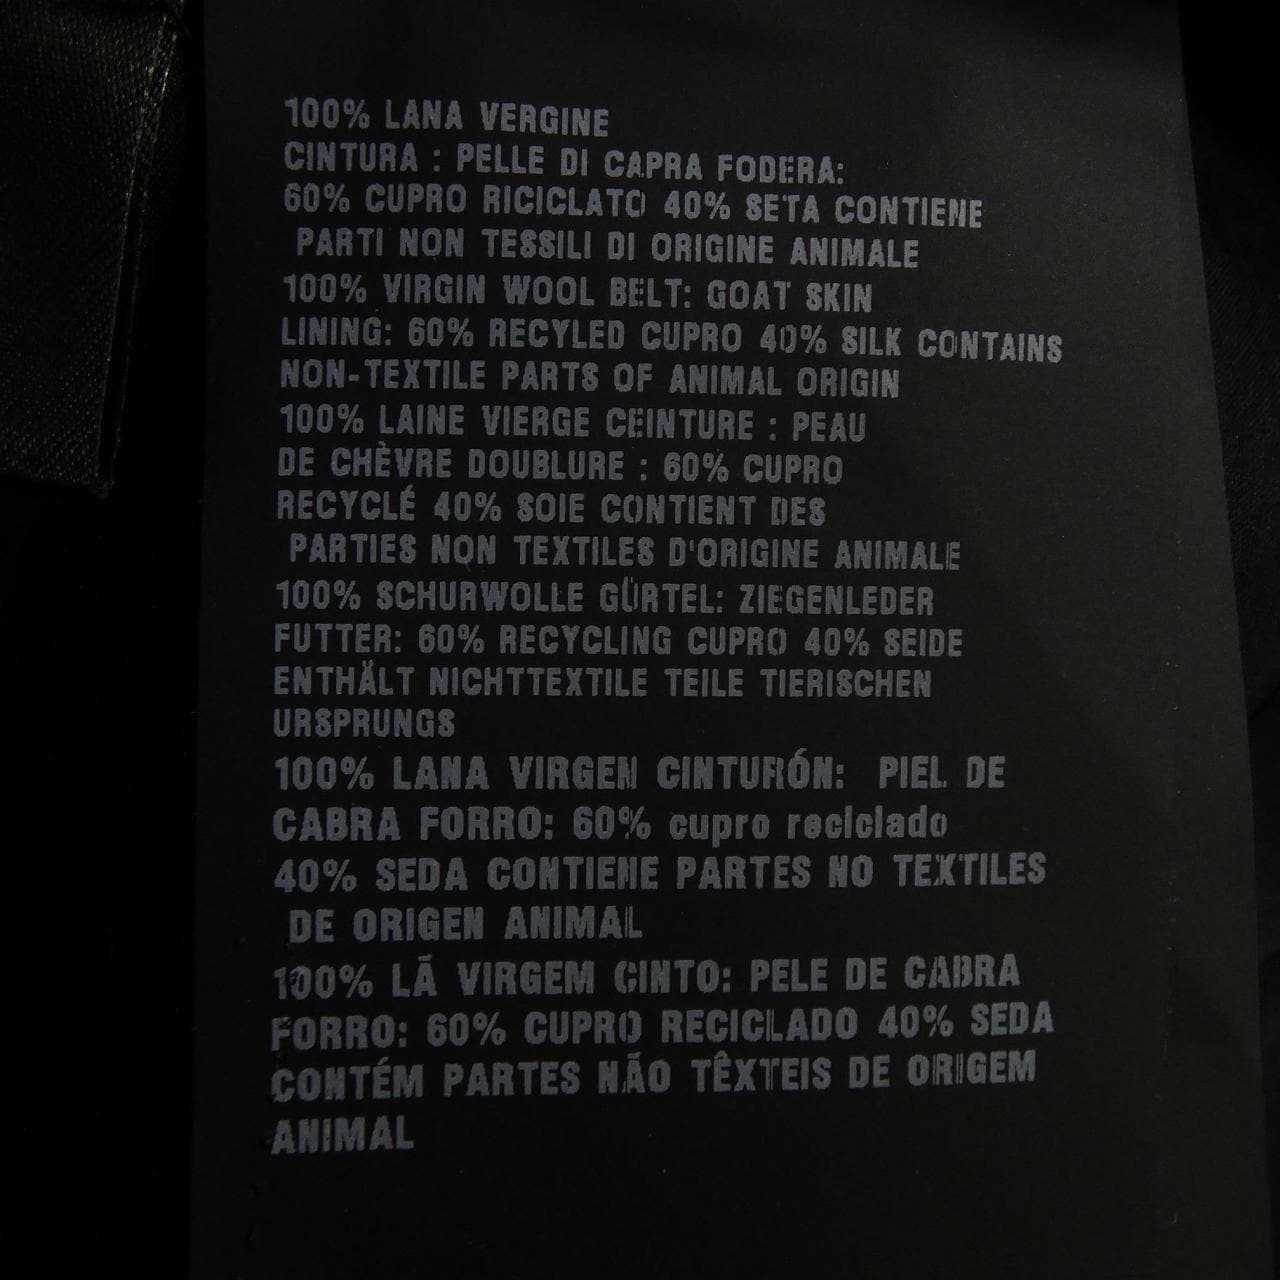 100% LANA VERGINE
CINTURA : PELLE DI CAPRA FODERA:
60% CUPRO RICICLATO 40% SETA CONTIENE
PARTI NON TESSILI DI ORIGINE ANIMALE
100% VIRGIN WOOL BELT: GOAT SKIN
LINING: 60% RECYLED CUPRO 40% SILK CONTAINS
NON-TEXTILE PARTS OF ANIMAL ORIGIN
100% LAINE VIERGE CEINTURE : PEAU
DE CHÈVRE DOUBLURE : 60% CUPRO
RECYCLÉ 40% SOIE CONTIENT DES
PARTIES NON TEXTILES D'ORIGINE ANIMALE
100% SCHURWOLLE GÜRTEL: ZIEGENLEDER
FUTTER: 60% RECYCLING CUPRO 40% SEIDE
ENTHÄLT NICHTTEXTILE TEILE TIERISCHEN
URSPRUNGS
100% LANA VIRGEN CINTURÓN: PIEL DE
CABRA FORRO: 60% cupro reciclado
40% SEDA CONTIENE PARTES NO TEXTILES
DE ORIGEN ANIMAL
100% LÃ VIRGEM CINTO: PELE DE CABRA
FORRO: 60% CUPRO RECICLADO 40% SEDA
CONTÉM PARTES NÃO TÊXTEIS DE ORIGEM
ANIMAL